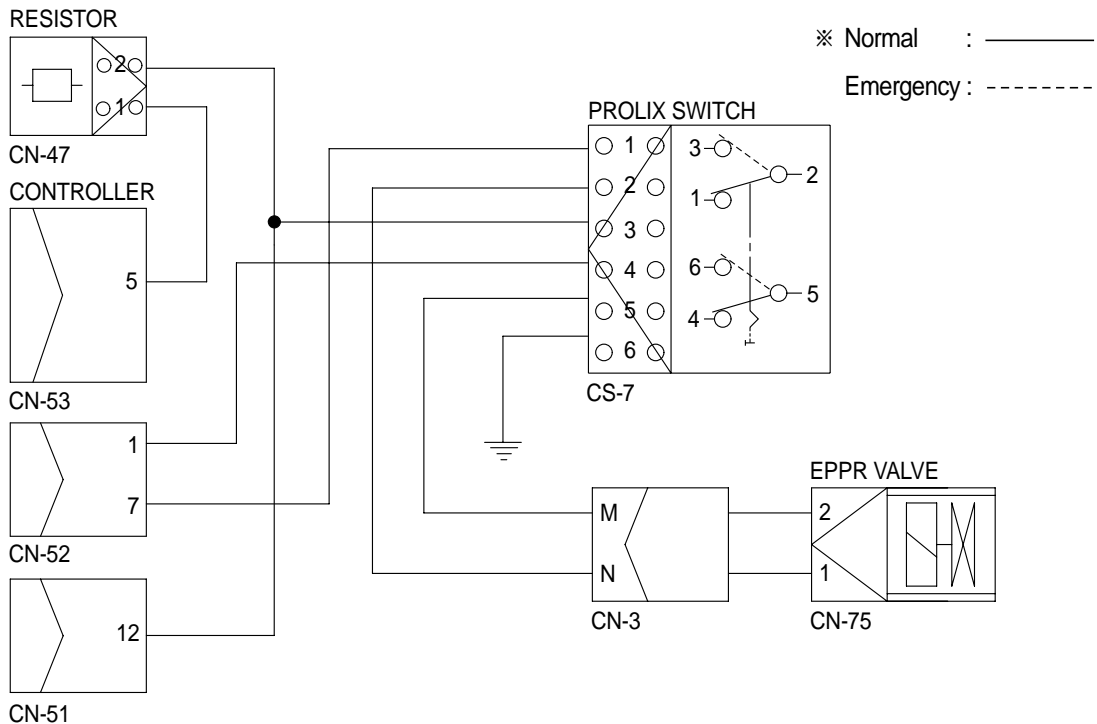 RESISTOR
2
1
CN-47
CONTROLLER
5
CN-53
1
7
CN-52
12
CN-51
※ Normal : 
Emergency :
PROLIX SWITCH
1
2
3
4
5
6
3
1
2
6
4
5
CS-7
M
N
CN-3
EPPR VALVE
2
1
CN-75